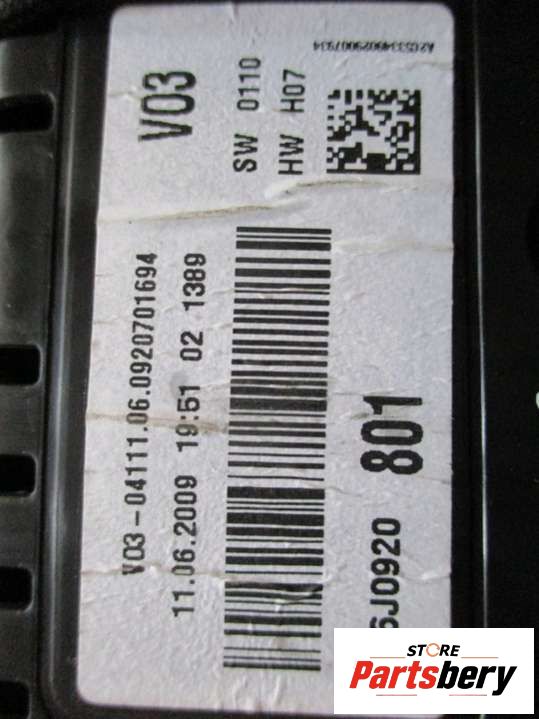 V03
SW 0110
HW H07
A2C53349029007934
V03-04111.06.0920701694
11.06.2009 19:51 02 1389
6J0920 801
STORE
Partsbery